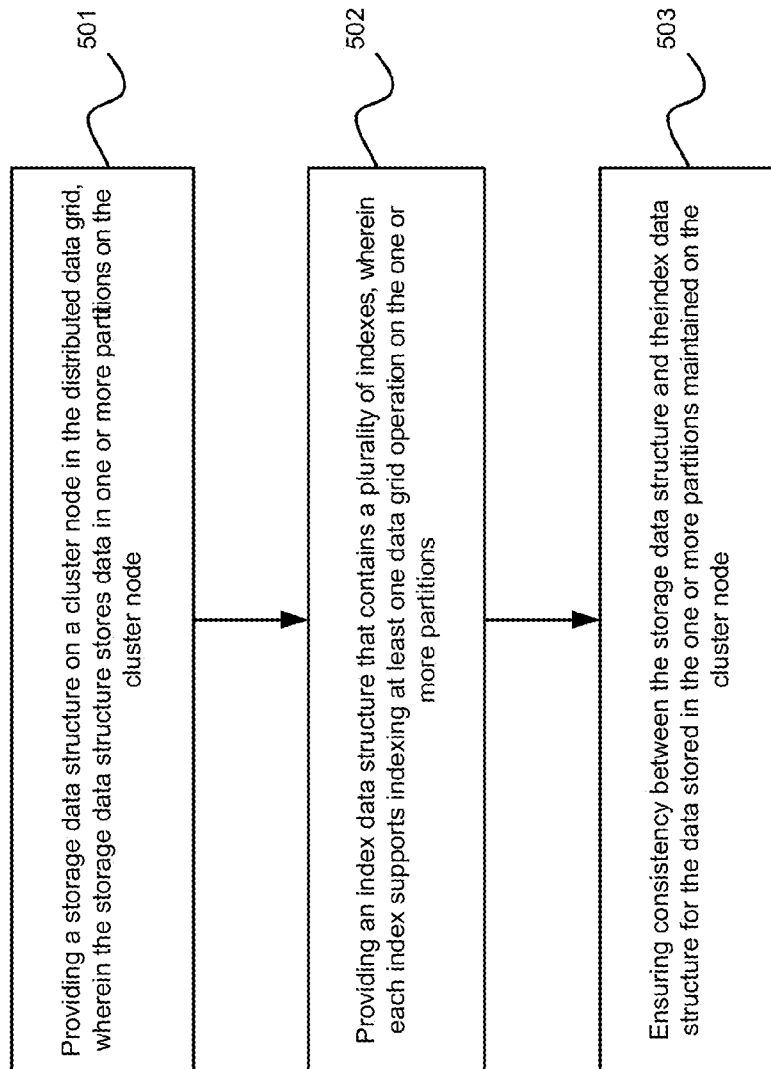 Providing a storage data structure on a cluster node in the distributed data grid,
wherein the storage data structure stores data in one or more partitions on the
cluster node
501
Providing an index data structure that contains a plurality of indexes, wherein
each index supports indexing at least one data grid operation on the one or
more partitions
502
Ensuring consistency between the storage data structure and theindex data
structure for the data stored in the one or more partitions maintained on the
cluster node
503